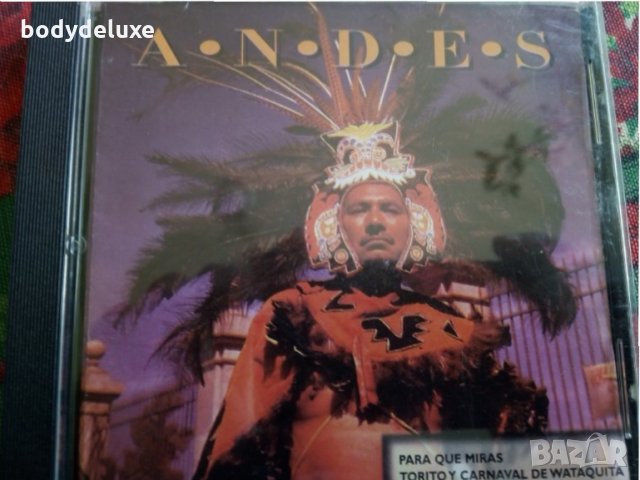 bodydeluxe
A•N•D•E•S
PARA QUE MIRAS
TORITO Y CARNAVAL DE WATAQUITA
BAZAR